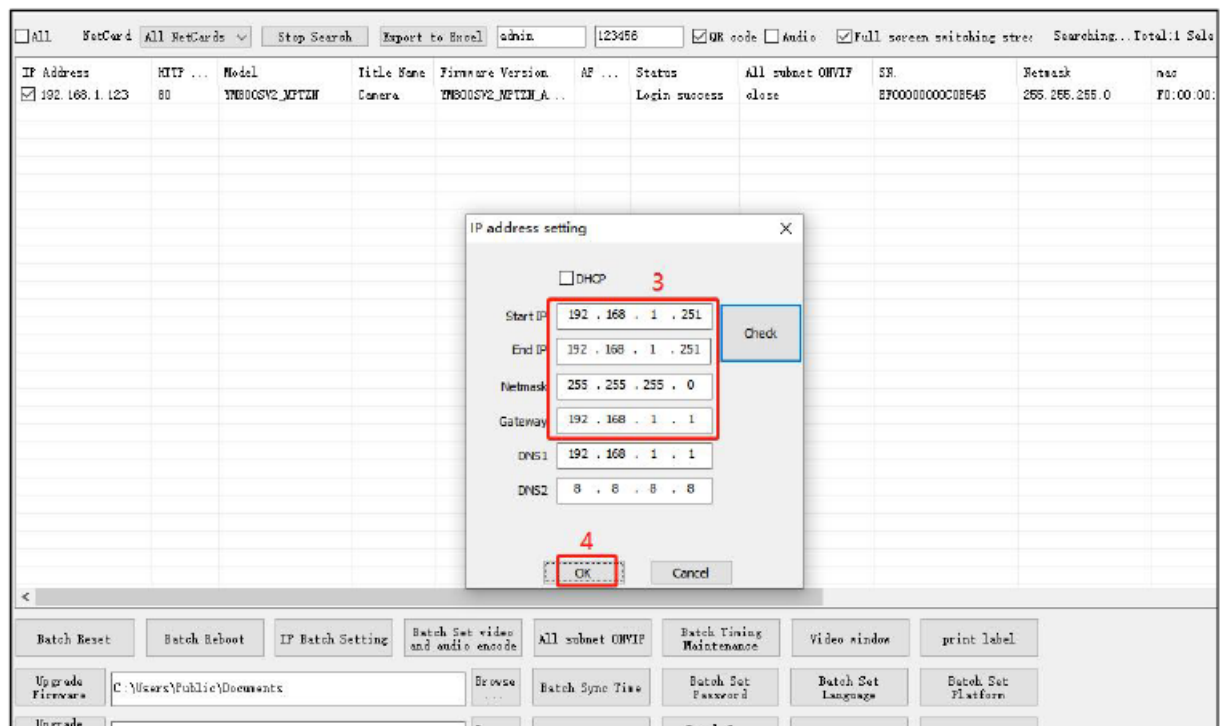 All NetCard All NetCards Stop Search Export to Excel admin 123456 QR code Audio Full screen switching Searching...Total:1
IP Address HTTP ... Model Title Name Firmware Version AF ... Status All subnet ONVIF SN. Netmask mac
192.168.1.123 80 Camera Login success close 255.255.255.0 F0:00:00:
IP address setting
DHCP 3
Start IP 192 . 168 . 1 . 251
Check
End IP 192 . 168 . 1 . 251
Netmask 255 . 255 . 255 . 0
Gateway 192 . 168 . 1 . 1
DNS1 192 . 168 . 1 . 1
DNS2 8 . 8 . 8 . 8
4
OK Cancel
Batch Reset Batch Reboot IP Batch Setting Batch Set video and audio encode All subnet ONVIF Batch Timing Maintenance Video window print label
Upgrade Firmware C:\Users\Public\Documents Browse ... Batch Sync Time Batch Set Password Batch Set Language Batch Set Platform
Upgrade